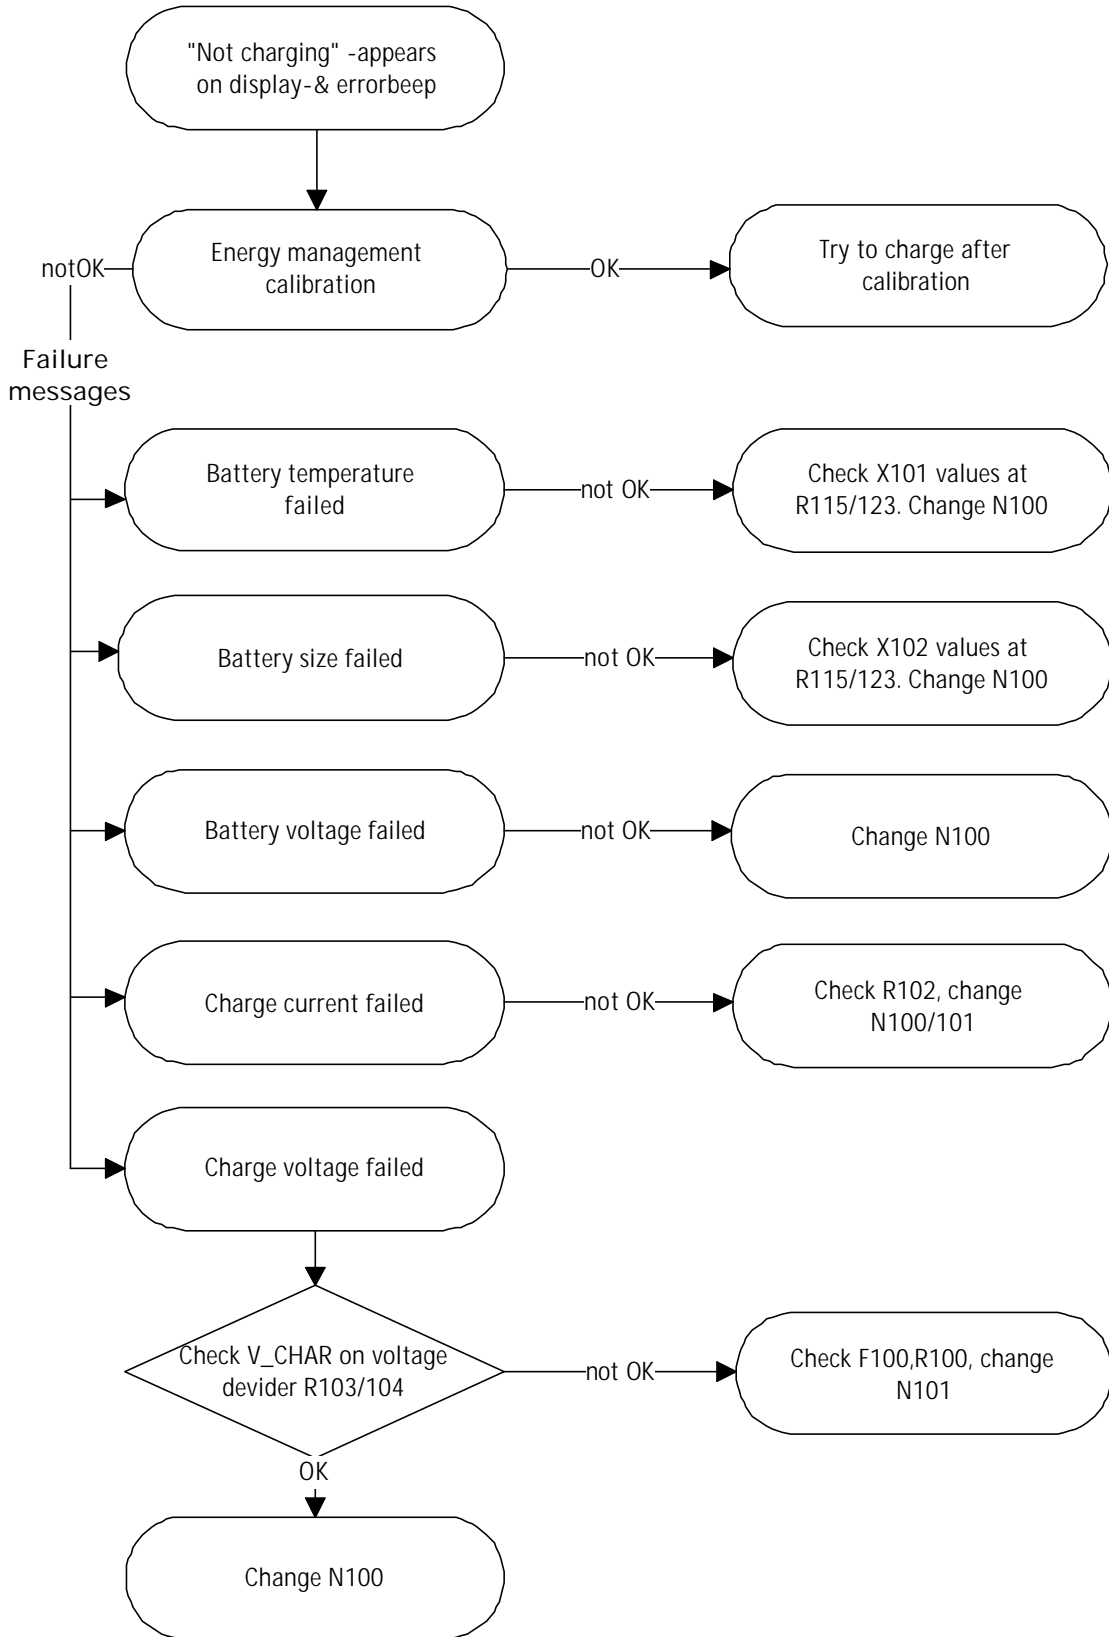 "Not charging" -appears
on display-& errorbeep
Energy management
calibration
notOK
OK
Try to charge after
calibration
Failure
messages
Battery temperature
failed
not OK
Check X101 values at
R115/123. Change N100
Battery size failed
not OK
Check X102 values at
R115/123. Change N100
Battery voltage failed
not OK
Change N100
Charge current failed
not OK
Check R102, change
N100/101
Charge voltage failed
Check V_CHAR on voltage
devider R103/104
not OK
Check F100,R100, change
N101
OK
Change N100